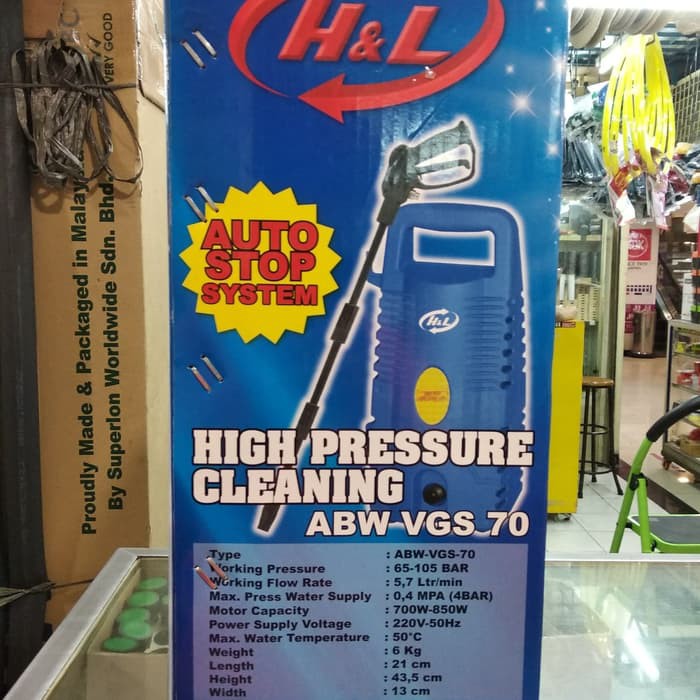 H&L
AUTO
STOP
SYSTEM
H&L
HIGH PRESSURE
CLEANING
ABW VGS 70
Type : ABW-VGS-70
Working Pressure : 65-105 BAR
Working Flow Rate : 5,7 Ltr/min
Max. Press Water Supply : 0,4 MPA (4BAR)
Motor Capacity : 700W-850W
Power Supply Voltage : 220V-50Hz
Max. Water Temperature : 50°C
Weight : 6 Kg
Length : 21 cm
Height : 43,5 cm
Width : 13 cm
Proudly Made & Packaged in Malay
By Superlon Worldwide Sdn. Bhd.
VERY GOOD